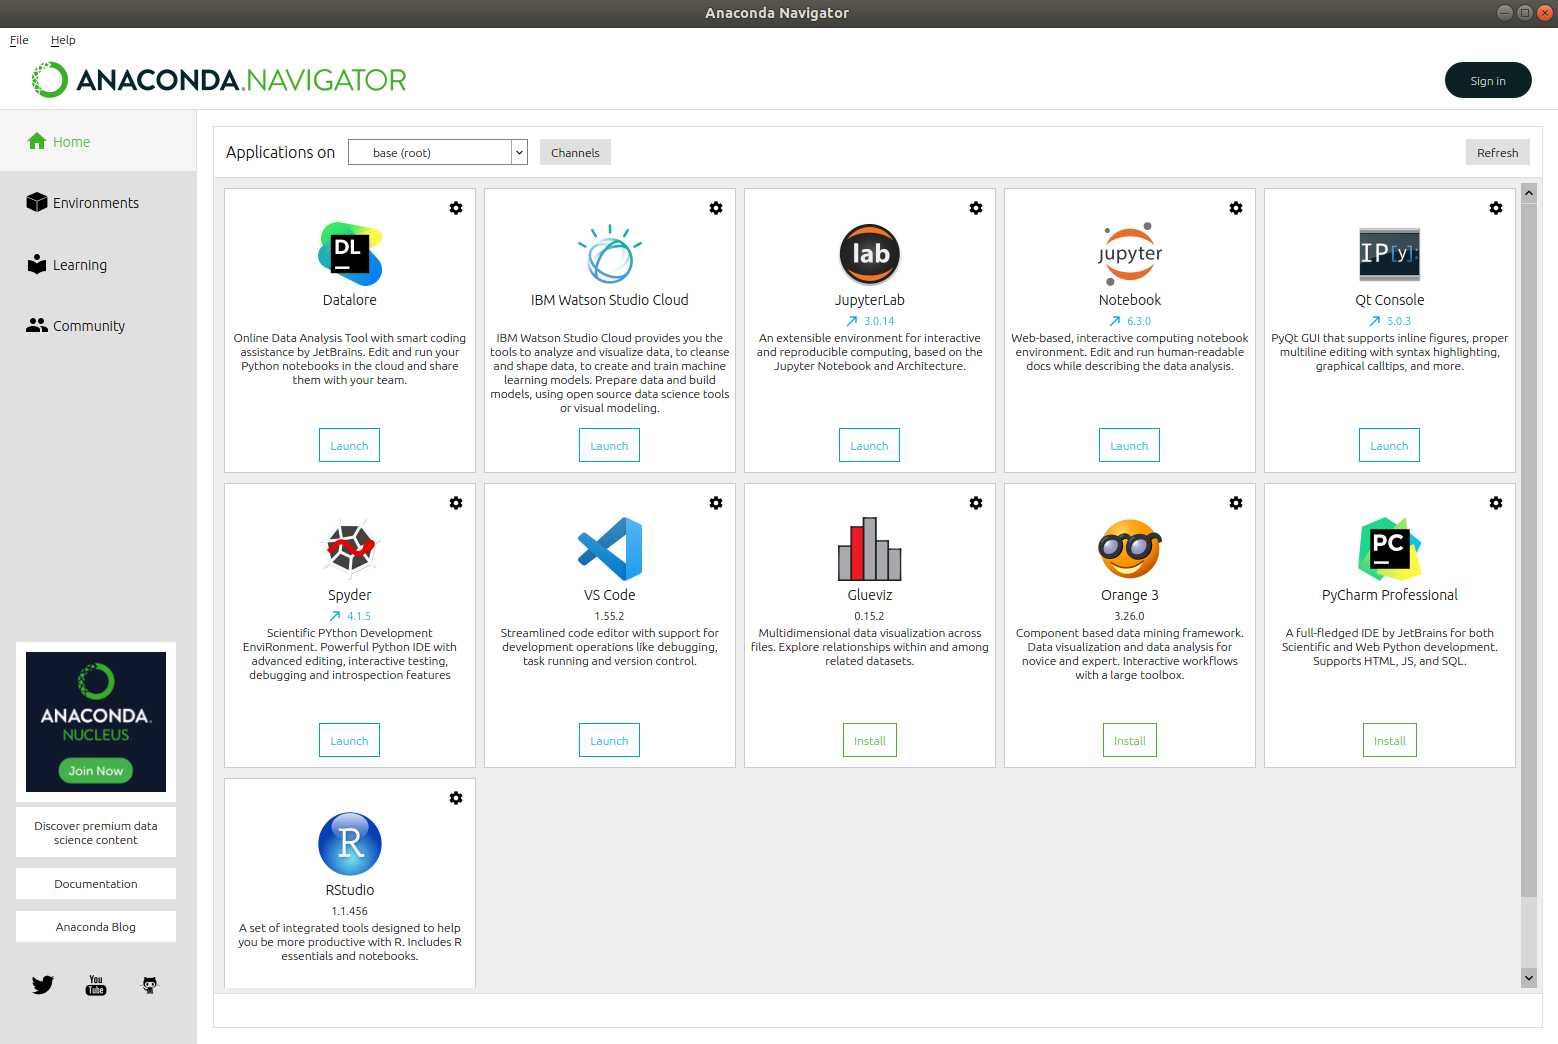 Anaconda Navigator
File Help
ANACONDA.NAVIGATOR
Sign in
Home
Environments
Learning
Community
ANACONDA.
NUCLEUS
Join Now
Discover premium data
science content
Documentation
Anaconda Blog
You
Tube
Applications on base (root) Channels Refresh
DL
Datalore
Online Data Analysis Tool with smart coding
assistance by JetBrains. Edit and run your
Python notebooks in the cloud and share
them with your team.
Launch
IBM Watson Studio Cloud
IBM Watson Studio Cloud provides you the
tools to analyze and visualize data, to cleanse
and shape data, to create and train machine
learning models. Prepare data and build
models, using open source data science tools
or visual modeling.
Launch
lab
JupyterLab
3.0.14
An extensible environment for interactive
and reproducible computing, based on the
Jupyter Notebook and Architecture.
Launch
jupyter
Notebook
6.3.0
Web-based, interactive computing notebook
environment. Edit and run human-readable
docs while describing the data analysis.
Launch
IP[y]:
Qt Console
5.0.3
PyQt GUI that supports inline figures, proper
multiline editing with syntax highlighting,
graphical calltips, and more.
Launch
Spyder
4.1.5
Scientific PYthon Development
EnviRonment. Powerful Python IDE with
advanced editing, interactive testing,
debugging and introspection features
Launch
VS Code
1.55.2
Streamlined code editor with support for
development operations like debugging,
task running and version control.
Launch
Glueviz
0.15.2
Multidimensional data visualization across
files. Explore relationships within and among
related datasets.
Install
Orange 3
3.26.0
Component based data mining framework.
Data visualization and data analysis for
novice and expert. Interactive workflows
with a large toolbox.
Install
PC
PyCharm Professional
A full-fledged IDE by JetBrains for both
Scientific and Web Python development.
Supports HTML, JS, and SQL.
Install
R
RStudio
1.1.456
A set of integrated tools designed to help
you be more productive with R. Includes R
essentials and notebooks.